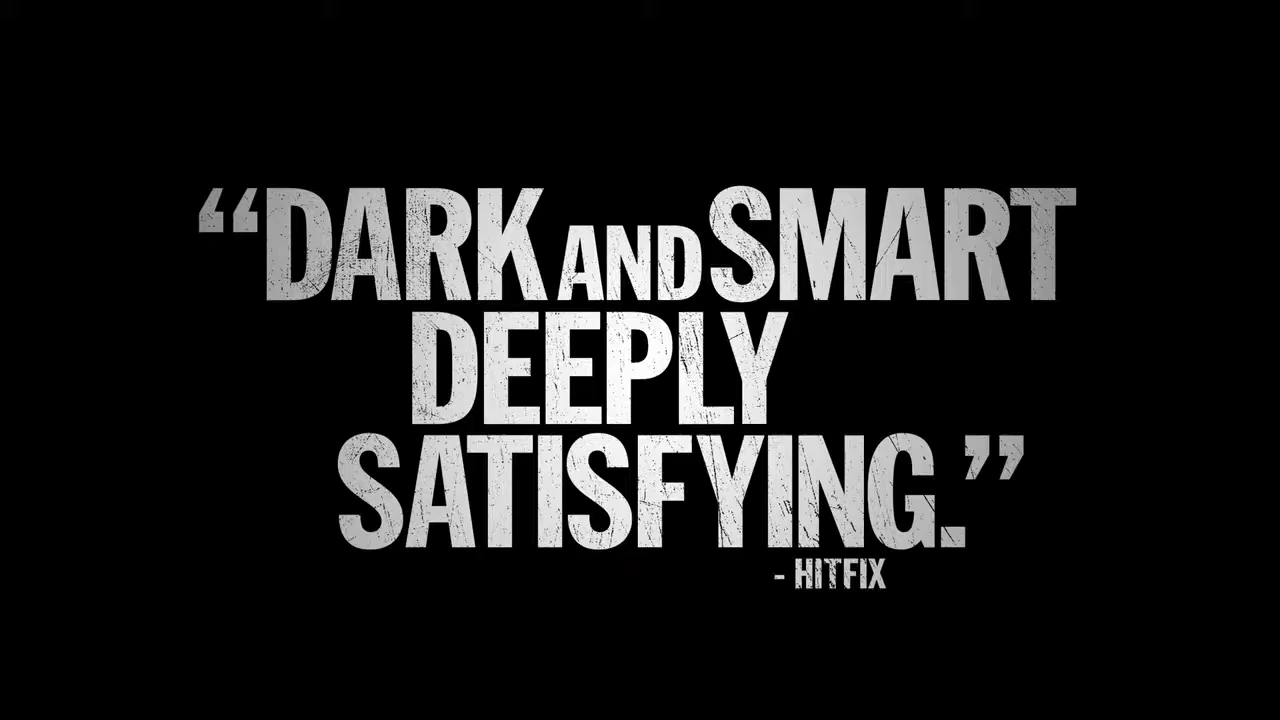 “DARK AND SMART
DEEPLY
SATISFYING.”
- HITFIX